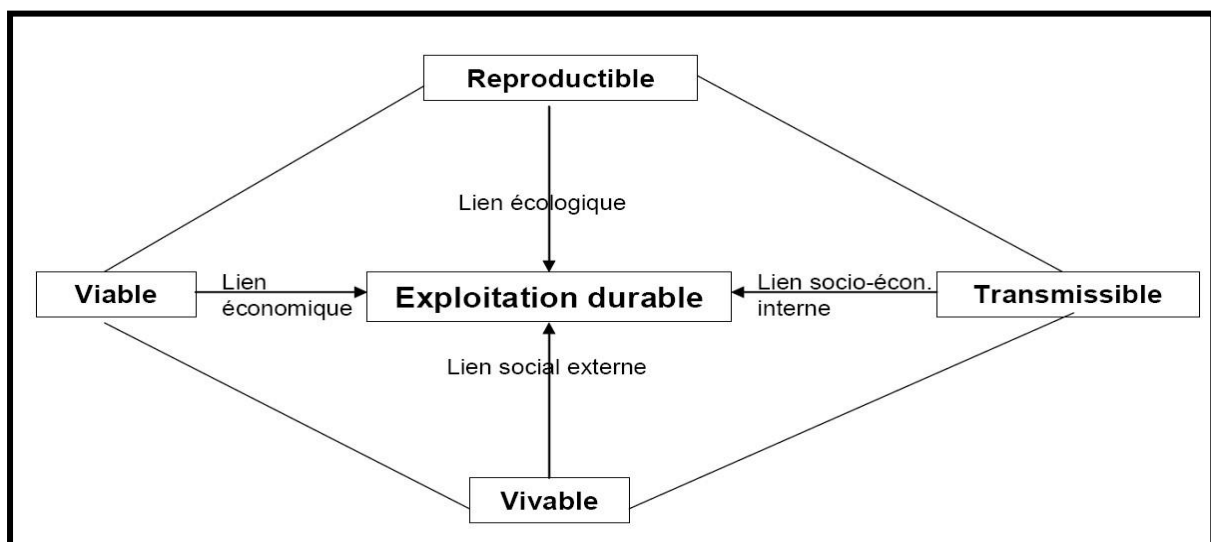 Reproductible
Lien écologique
Viable
Lien
économique
Exploitation durable
Lien socio-écon.
interne
Transmissible
Lien social externe
Vivable